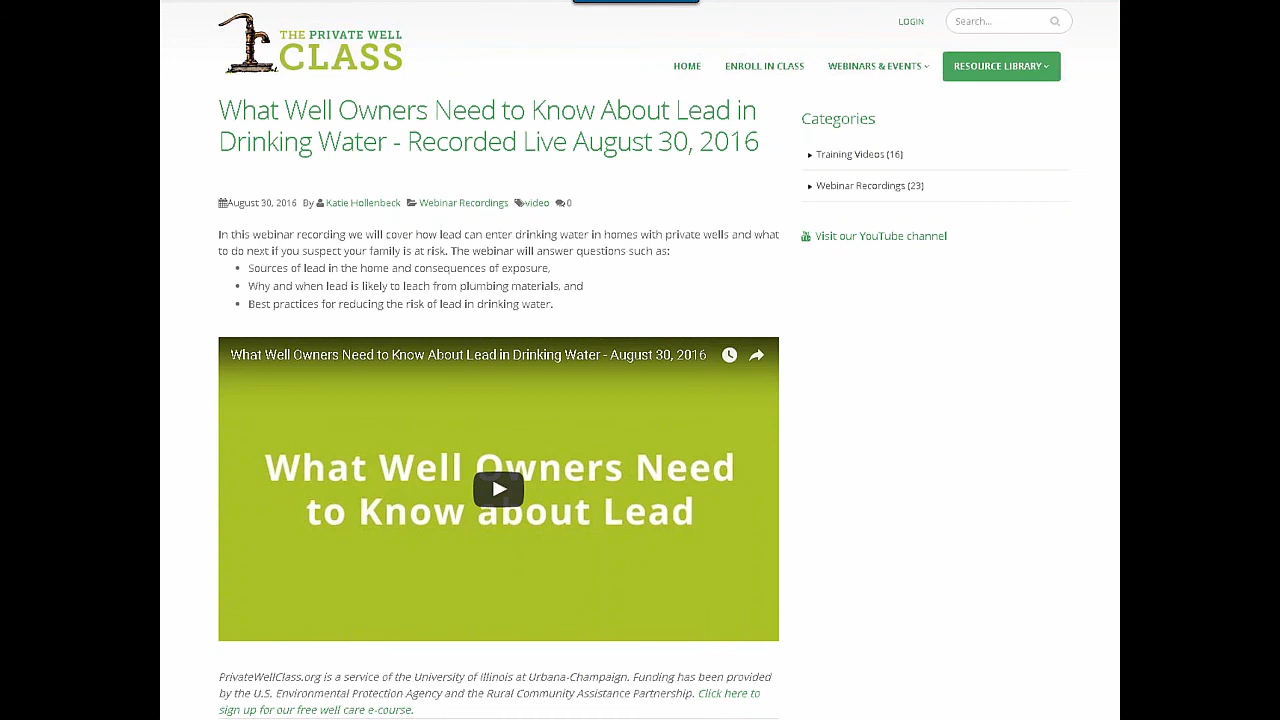 THE PRIVATE WELL
CLASS
LOGIN
Search...
HOME
ENROLL IN CLASS
WEBINARS & EVENTS
RESOURCE LIBRARY
What Well Owners Need to Know About Lead in
Drinking Water - Recorded Live August 30, 2016
August 30, 2016 By Katie Hollenbeck Webinar Recordings video 0
In this webinar recording we will cover how lead can enter drinking water in homes with private wells and what
to do next if you suspect your family is at risk. The webinar will answer questions such as:
• Sources of lead in the home and consequences of exposure,
• Why and when lead is likely to leach from plumbing materials, and
• Best practices for reducing the risk of lead in drinking water.
What Well Owners Need to Know About Lead in Drinking Water - August 30, 2016
What Well Owners Need
to Know about Lead
PrivateWellClass.org is a service of the University of Illinois at Urbana-Champaign. Funding has been provided
by the U.S. Environmental Protection Agency and the Rural Community Assistance Partnership. Click here to
sign up for our free well care e-course.
Categories
Training Videos (16)
Webinar Recordings (23)
Visit our YouTube channel